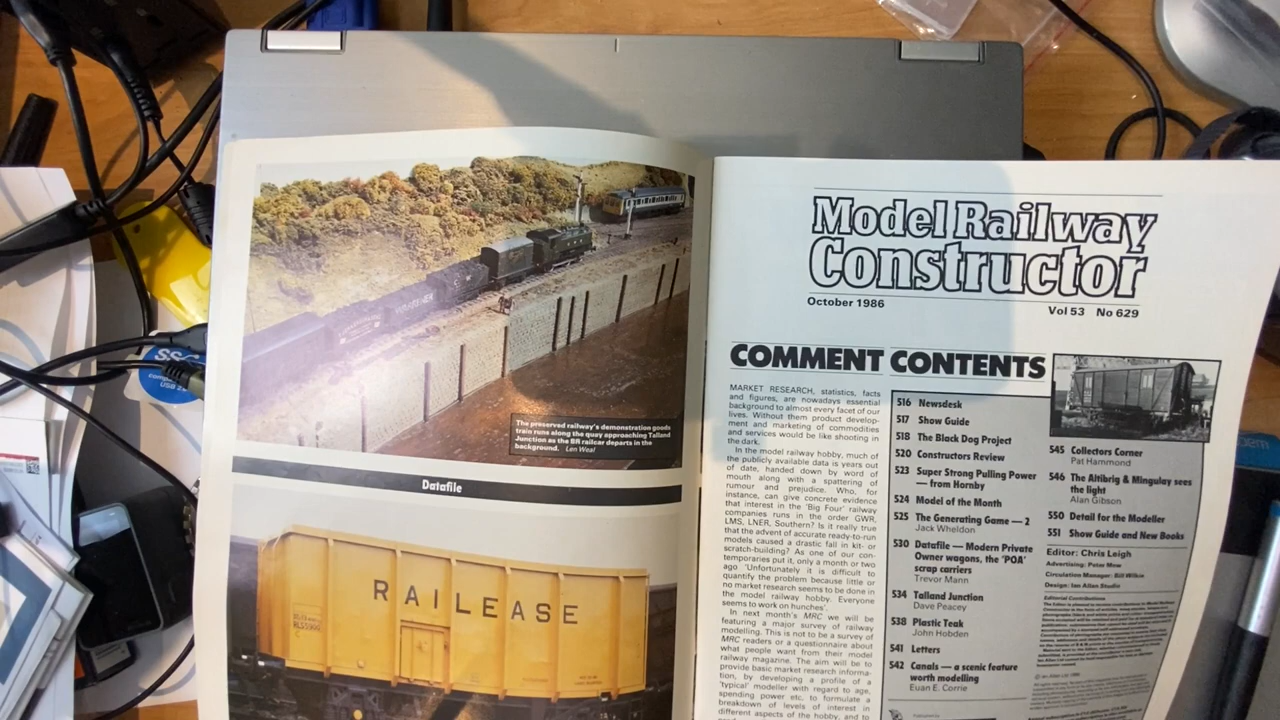 The preserved railway's demonstration goods
train runs along the quay approaching Talland
Junction as the BR railcar departs in the
background. Len Weal
Datafile
RAILEASE
Model Railway
Constructor
October 1986
Vol 53 No 629
COMMENT
MARKET RESEARCH, statistics, facts
and figures, are nowadays essential
background to almost every facet of our
lives. Without them product develop-
ment and marketing of commodities
and services would be like shooting in
the dark.
In the model railway hobby, much of
the publicly available data is years out
of date, handed down by word of
mouth along with a spattering of
rumour and prejudice. Who, for
instance, can give concrete evidence
that interest in the 'Big Four' railway
companies runs in the order GWR,
LMS, LNER, Southern? Is it really true
that the advent of accurate ready-to-run
models caused a drastic fall in kit- or
scratch-building? As one of our con-
temporaries put it, only a month or two
ago 'Unfortunately it is difficult to
quantify the problem because little or
no market research seems to be done in
the model railway hobby. Everyone
seems to work on hunches'.
In next month's MRC we will be
featuring a major survey of railway
modelling. This is not to be a survey of
MRC readers or a questionnaire about
what people want from their model
railway magazine. The aim will be to
provide basic market research informa-
tion, by developing a profile of a
'typical' modeller with regard to age,
spending power etc, to formulate a
breakdown of levels of interest in
different aspects of the hobby, and to
CONTENTS
516 Newsdesk
517 Show Guide
518 The Black Dog Project
520 Constructors Review
523 Super Strong Pulling Power
— from Hornby
524 Model of the Month
525 The Generating Game — 2
Jack Wheldon
530 Datafile — Modern Private
Owner wagons, the 'POA'
scrap carriers
Trevor Mann
534 Talland Junction
Dave Peacey
538 Plastic Teak
John Hobden
541 Letters
542 Canals — a scenic feature
worth modelling
Euan E. Corrie
545 Collectors Corner
Pat Hammond
546 The Altibrig & Mingulay sees
the light
Alan Gibson
550 Detail for the Modeller
551 Show Guide and New Books
Editor: Chris Leigh
Advertising: Peter Mow
Circulation Manager: Bill Wilkin
Design: Ian Allan Studio
Editorial Contributions